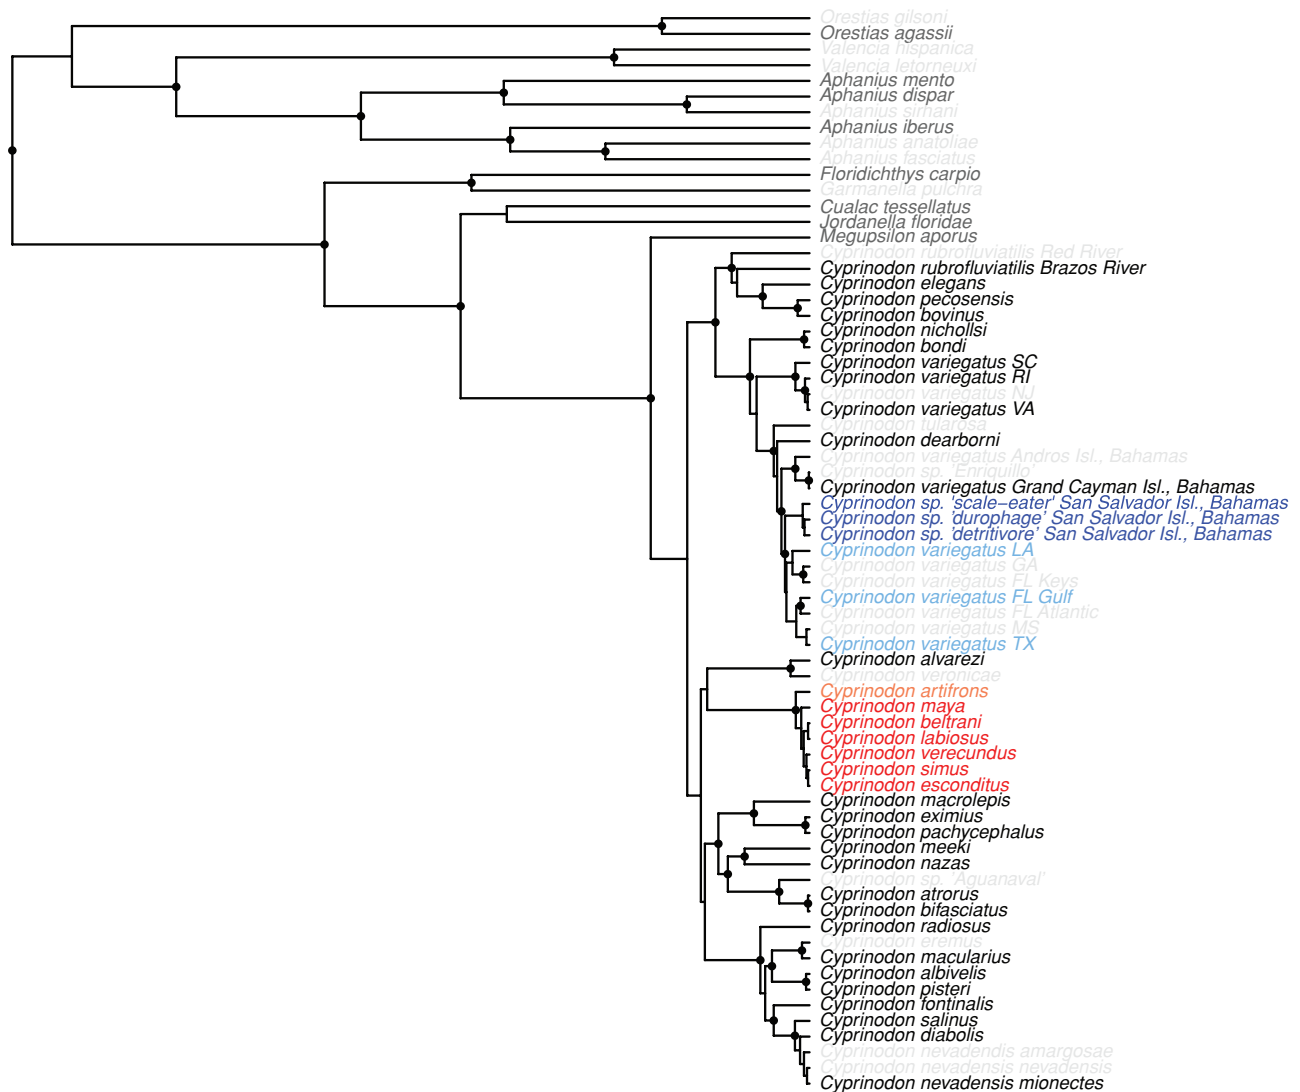 Orestias gilsoni
Orestias agassii
Valencia hispanica
Valencia letorneuxi
Aphanius mento
Aphanius dispar
Aphanius sirhani
Aphanius iberus
Aphanius anatoliae
Aphanius fasciatus
Floridichthys carpio
Garmanella pulchra
Cualac tessellatus
Jordanella floridae
Megupsilon aporus
Cyprinodon rubrofluviatilis Red River
Cyprinodon rubrofluviatilis Brazos River
Cyprinodon elegans
Cyprinodon pecosensis
Cyprinodon bovinus
Cyprinodon nichollsi
Cyprinodon bondi
Cyprinodon variegatus SC
Cyprinodon variegatus RI
Cyprinodon variegatus NJ
Cyprinodon variegatus VA
Cyprinodon tularosa
Cyprinodon dearborni
Cyprinodon variegatus Andros Isl., Bahamas
Cyprinodon sp. 'Enriquillo'
Cyprinodon variegatus Grand Cayman Isl., Bahamas
Cyprinodon sp. 'scale−eater' San Salvador Isl., Bahamas
Cyprinodon sp. 'durophage' San Salvador Isl., Bahamas
Cyprinodon sp. 'detritivore' San Salvador Isl., Bahamas
Cyprinodon variegatus LA
Cyprinodon variegatus GA
Cyprinodon variegatus FL Keys
Cyprinodon variegatus FL Gulf
Cyprinodon variegatus FL Atlantic
Cyprinodon variegatus MS
Cyprinodon variegatus TX
Cyprinodon alvarezi
Cyprinodon veronicae
Cyprinodon artifrons
Cyprinodon maya
Cyprinodon beltrani
Cyprinodon labiosus
Cyprinodon verecundus
Cyprinodon simus
Cyprinodon esconditus
Cyprinodon macrolepis
Cyprinodon eximius
Cyprinodon pachycephalus
Cyprinodon meeki
Cyprinodon nazas
Cyprinodon sp. 'Aguanaval'
Cyprinodon atrorus
Cyprinodon bifasciatus
Cyprinodon radiosus
Cyprinodon eremus
Cyprinodon macularius
Cyprinodon albivelis
Cyprinodon pisteri
Cyprinodon fontinalis
Cyprinodon salinus
Cyprinodon diabolis
Cyprinodon nevadendis amargosae
Cyprinodon nevadensis nevadensis
Cyprinodon nevadensis mionectes